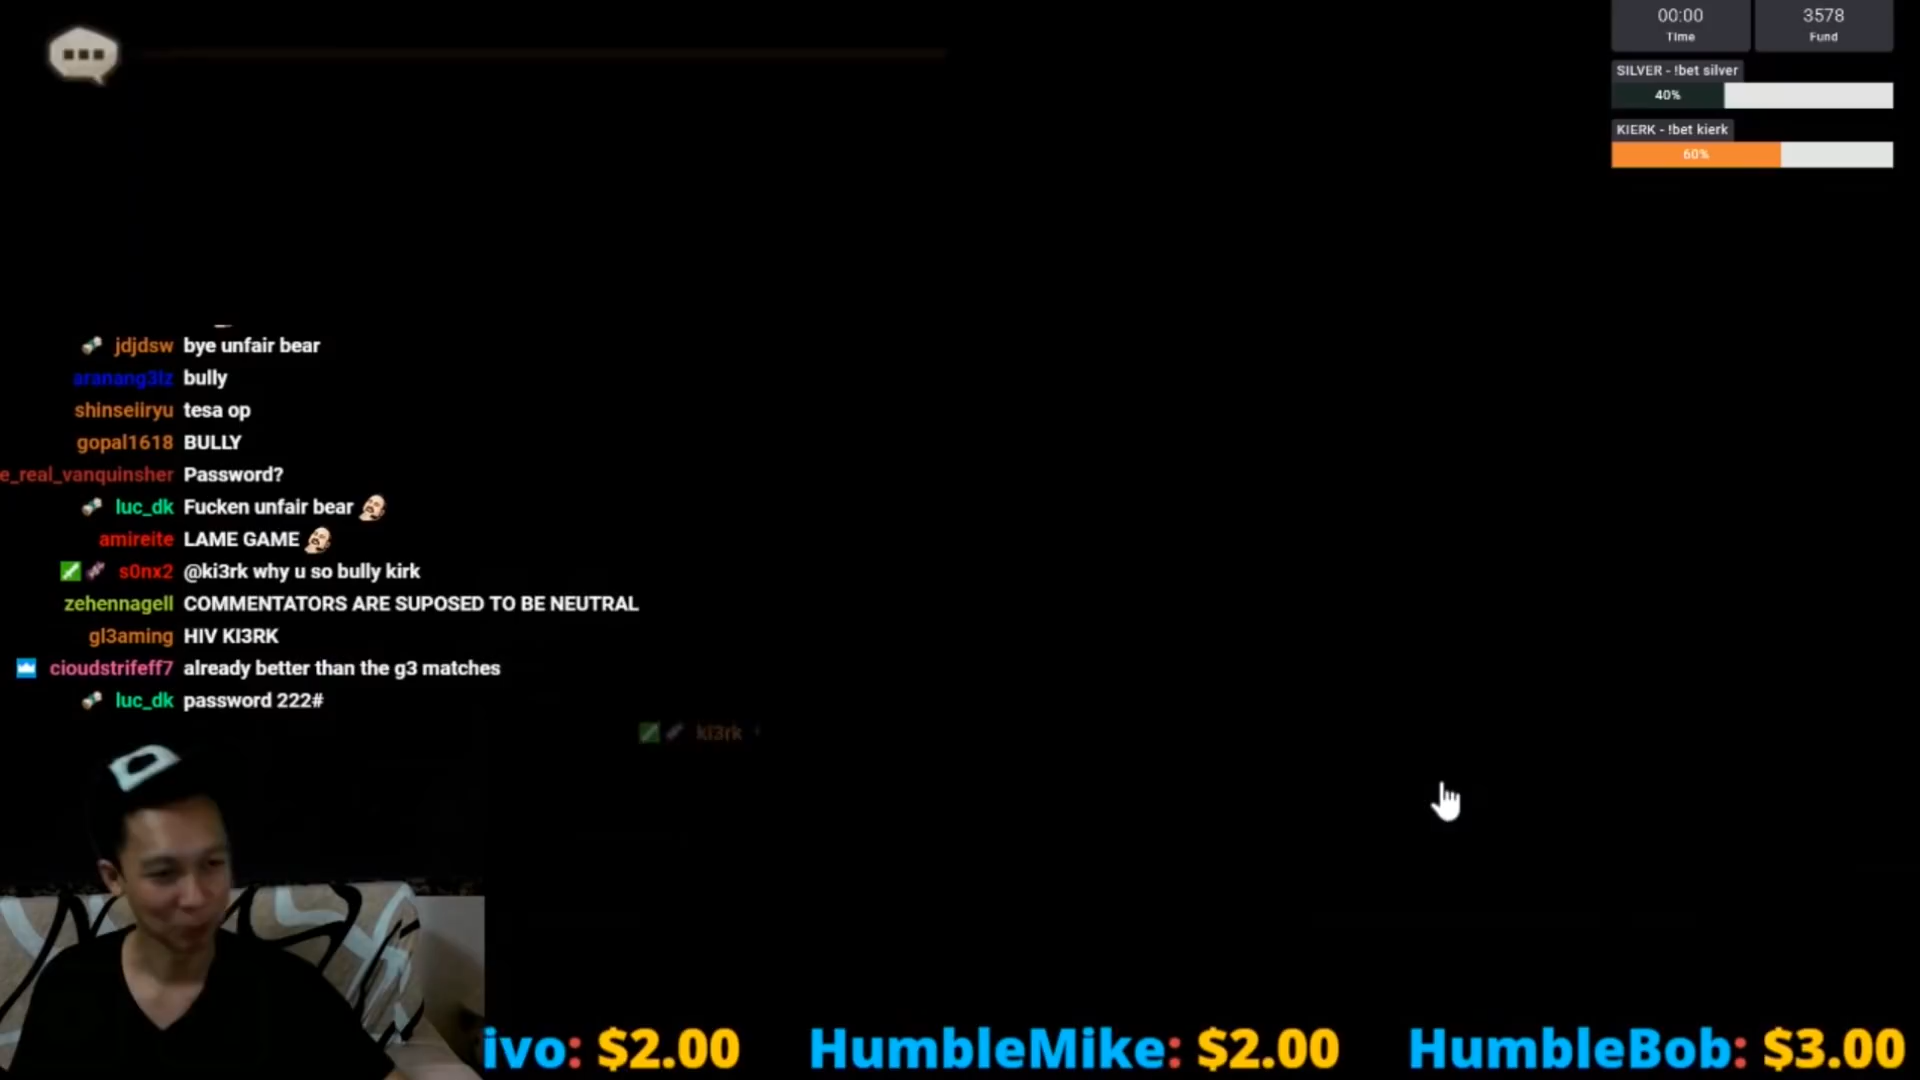 00:00
Time
3578
Fund
SILVER - !bet silver
40%
KIERK - !bet kierk
60%
jdjdsw bye unfair bear
aranang3lz bully
shinseiiryu tesa op
gopal1618 BULLY
e_real_vanquinsher Password?
luc_dk Fucken unfair bear
amireite LAME GAME
s0nx2 @ki3rk why u so bully kirk
zehennagell COMMENTATORS ARE SUPOSED TO BE NEUTRAL
gl3aming HIV KI3RK
cioudstrifeff7 already better than the g3 matches
luc_dk password 222#
ki3rk
ivo: $2.00 HumbleMike: $2.00 HumbleBob: $3.00